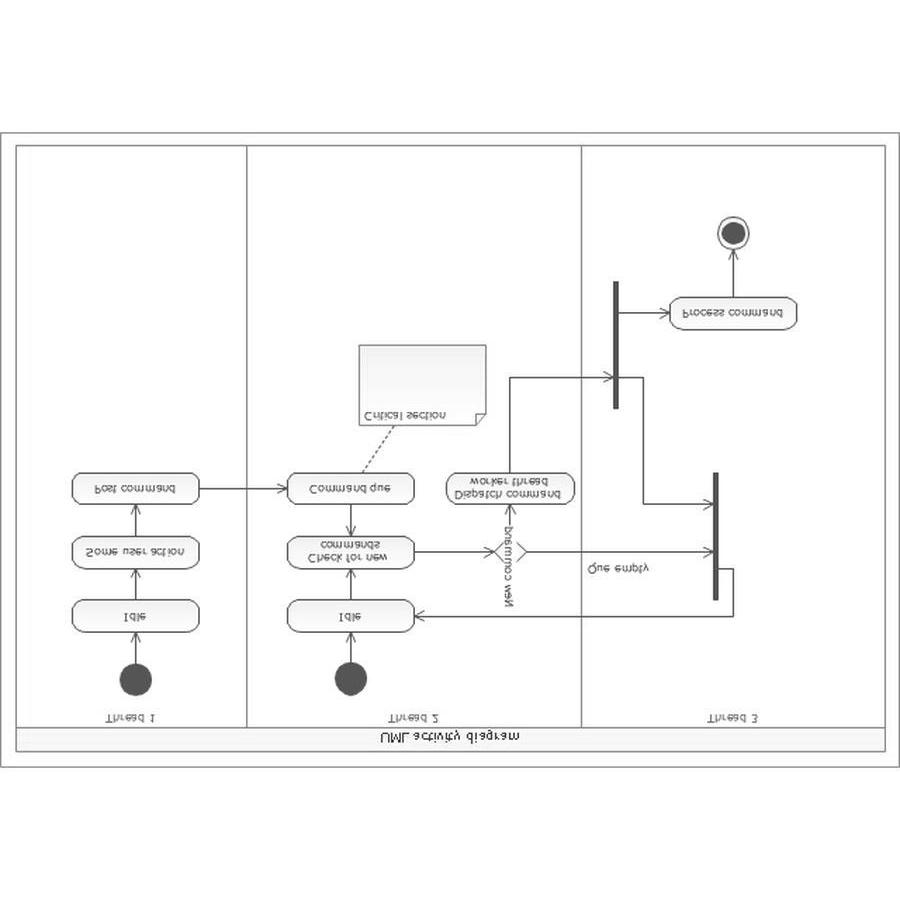 UML activity diagram
Thread 1
Thread 2
Thread 3
Idle
Some user action
Post command
Idle
Check for new
commands
Command que
Critical section
New command
Dispatch command
worker thread
Que empty
Process command